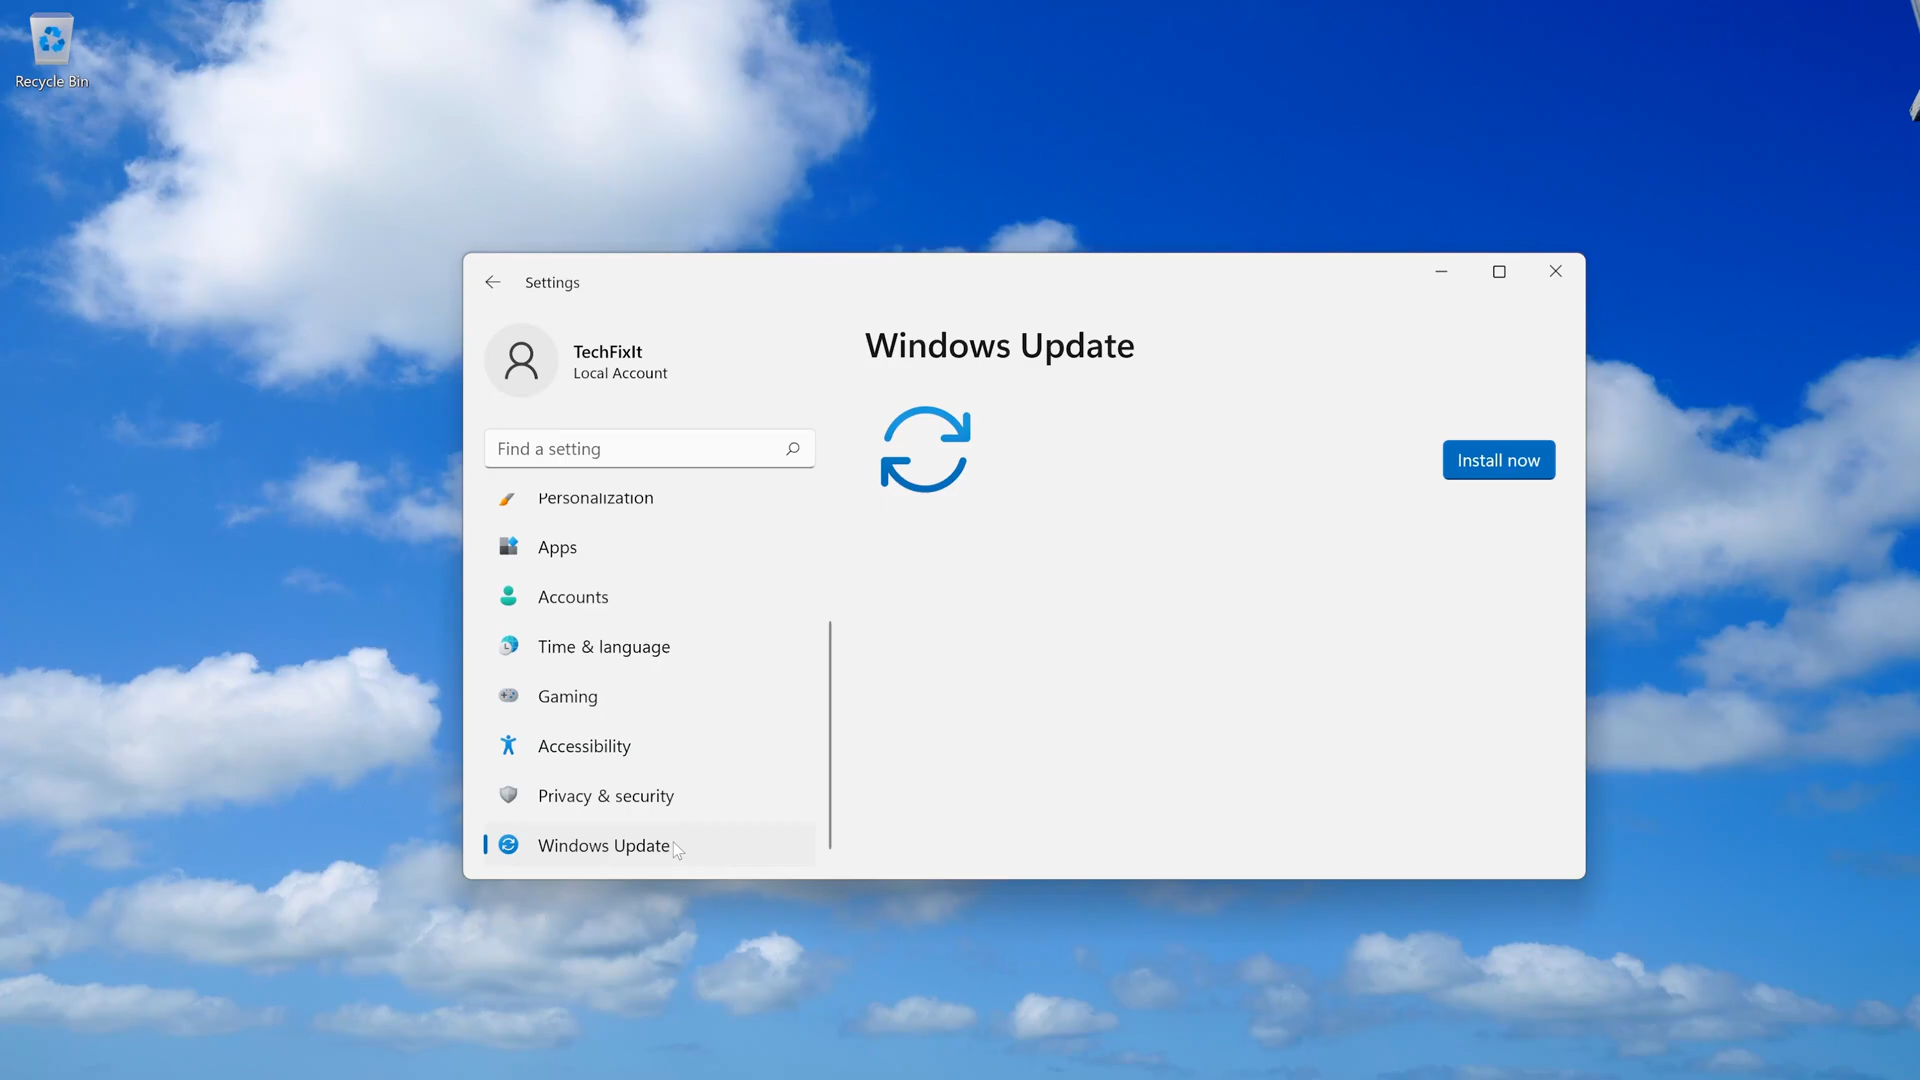 Recycle Bin
Settings
TechFixIt
Local Account
Find a setting
Personalization
Apps
Accounts
Time & language
Gaming
Accessibility
Privacy & security
Windows Update
Windows Update
Install now